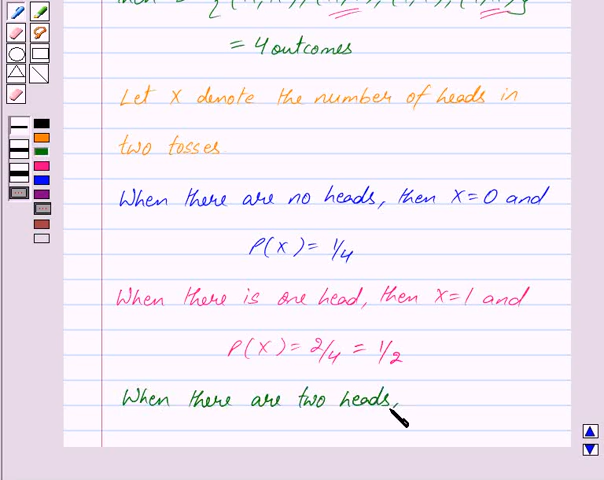 = 4 outcomes
Let X denote the number of heads in
two tosses.
When there are no heads, then X=0 and
P(X) = 1/4
When there is one head, then X=1 and
P(X) = 2/4 = 1/2
When there are two heads,